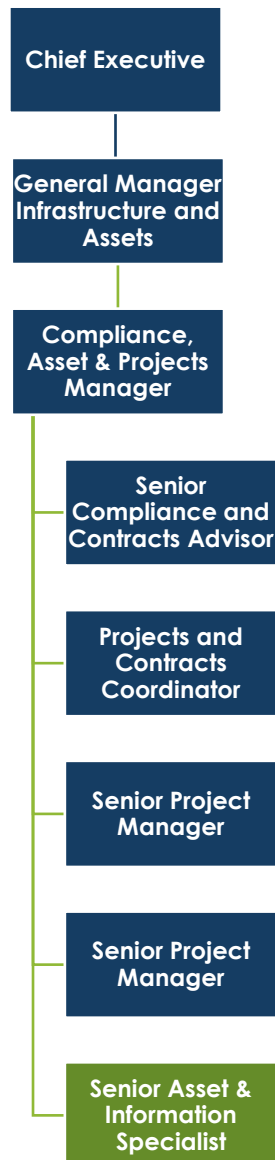 Chief Executive
General Manager
Infrastructure and
Assets
Compliance,
Asset & Projects
Manager
Senior
Compliance and
Contracts Advisor
Projects and
Contracts
Coordinator
Senior Project
Manager
Senior Project
Manager
Senior Asset &
Information
Specialist